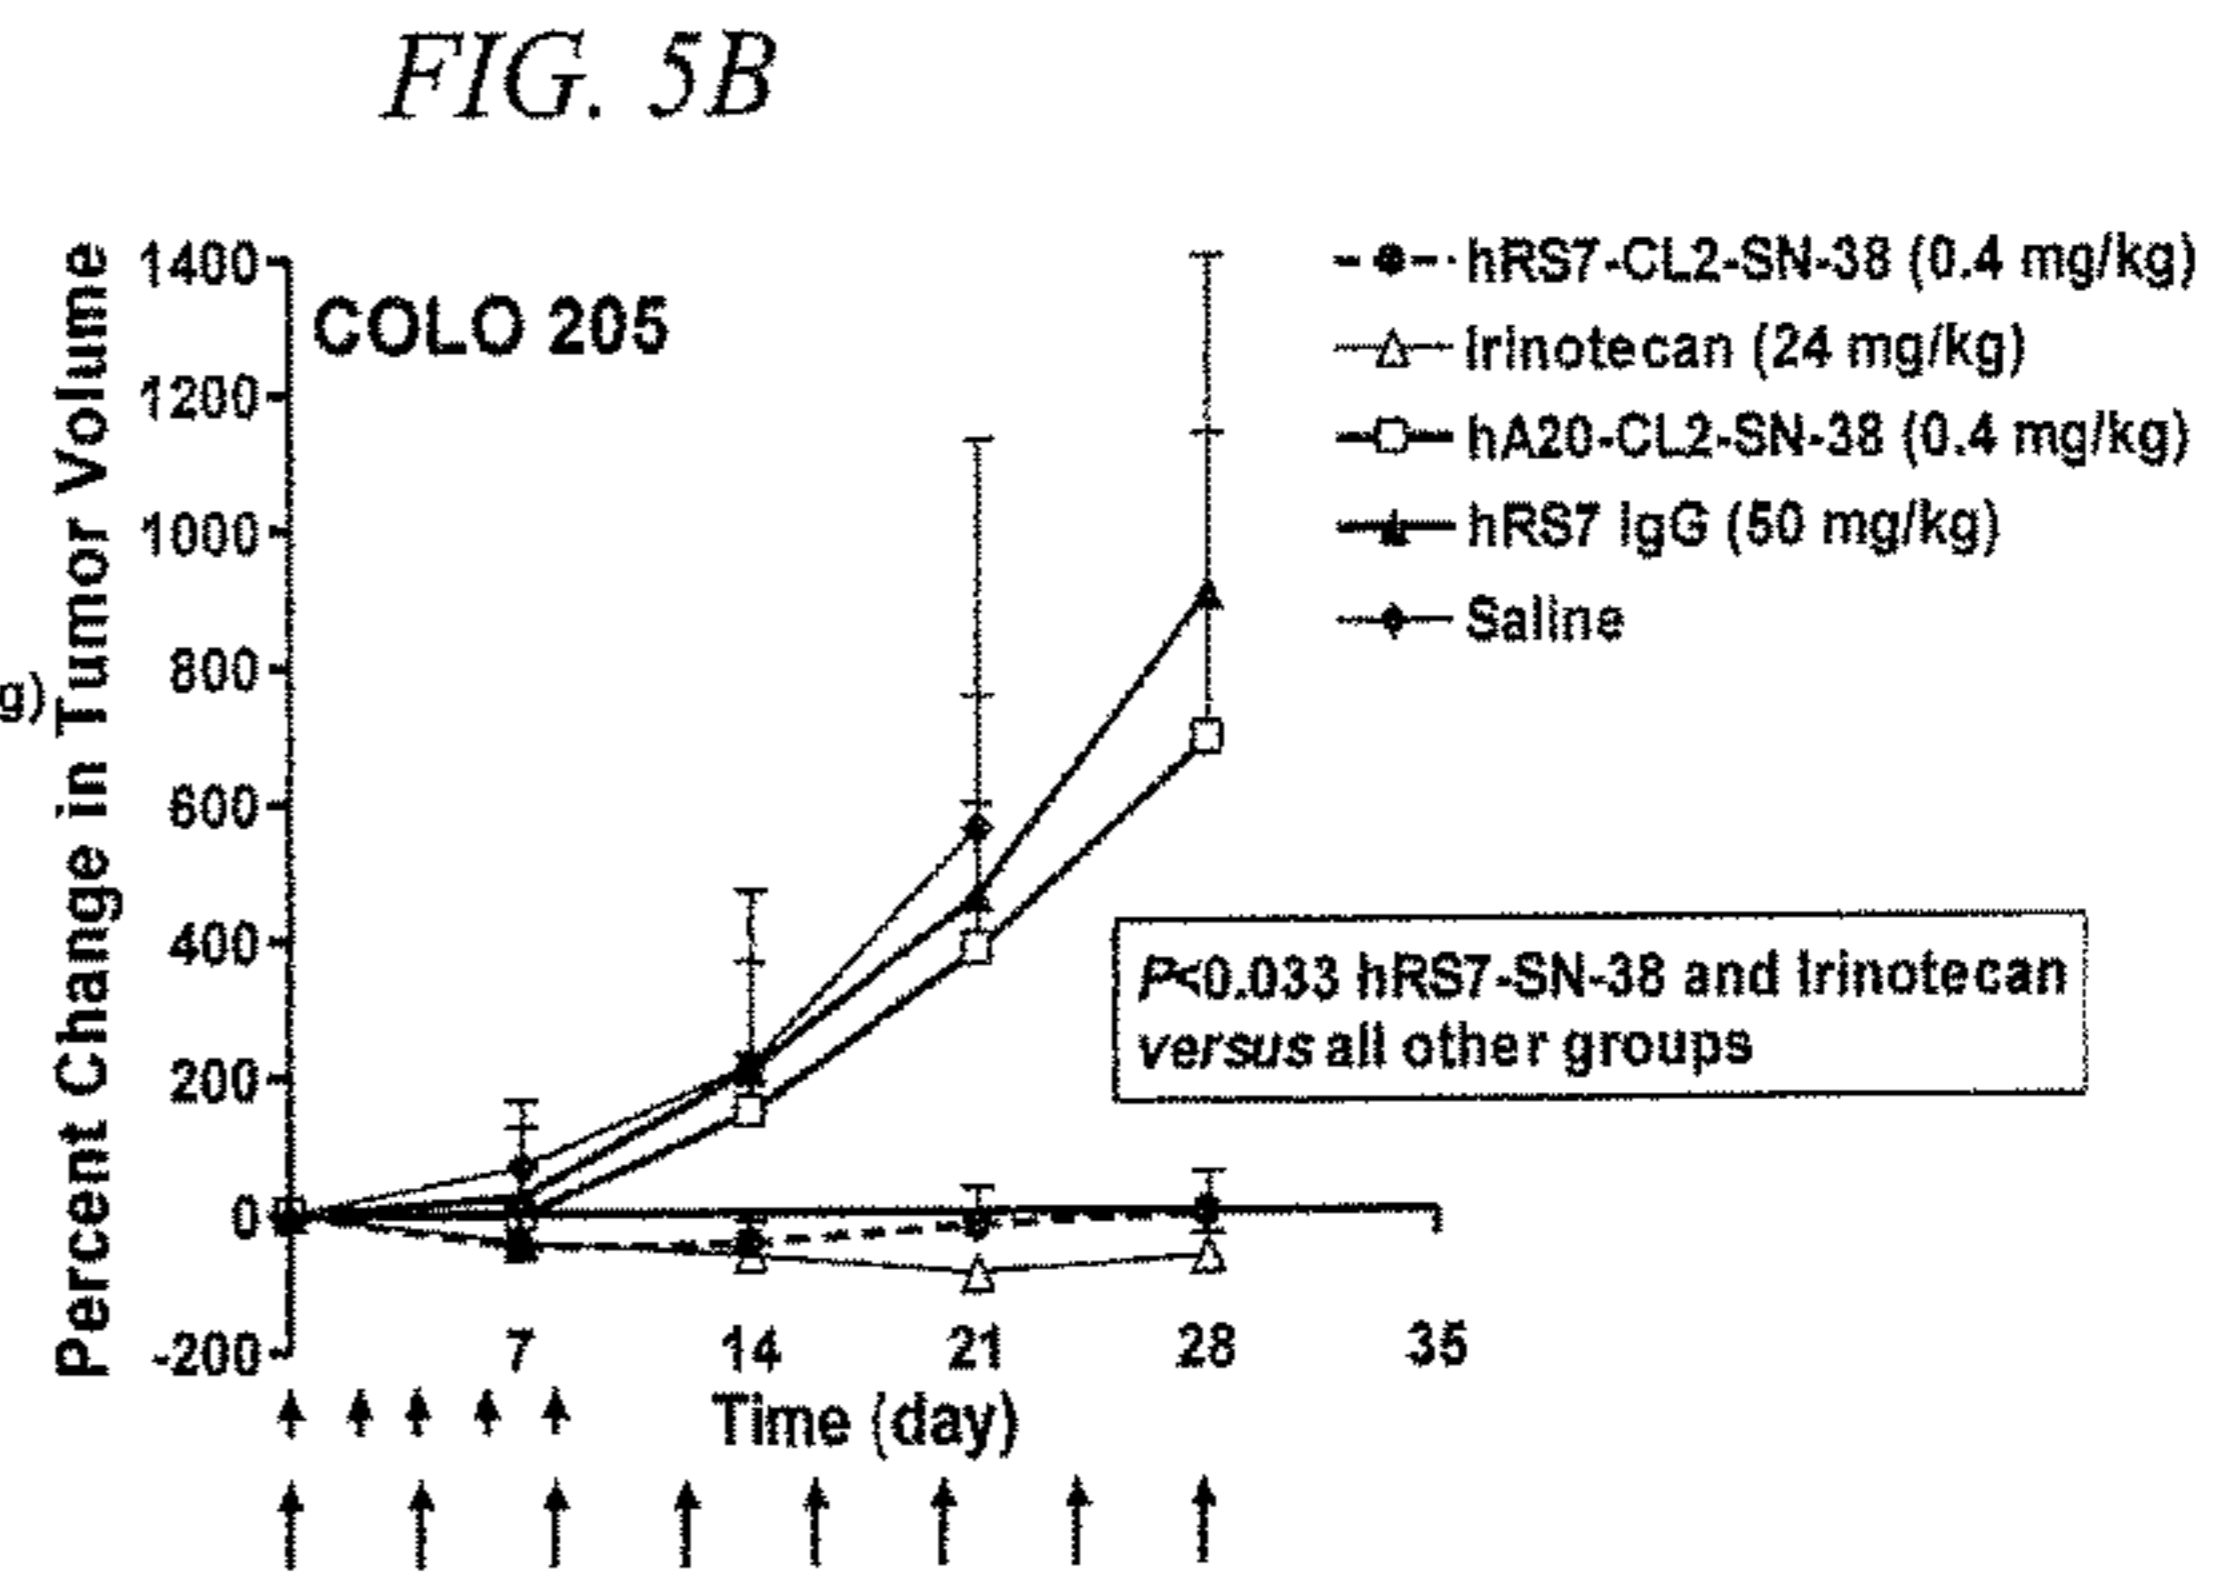 FIG. 5B
Percent Change in Tumor Volume
1400
1200
1000
800
600
400
200
0
-200
COLO 205
hRS7-CL2-SN-38 (0.4 mg/kg)
Irinotecan (24 mg/kg)
hA20-CL2-SN-38 (0.4 mg/kg)
hRS7 IgG (50 mg/kg)
Saline
g)
P<0.033 hRS7-SN-38 and Irinotecan
versus all other groups
7 14 21 28 35
Time (day)